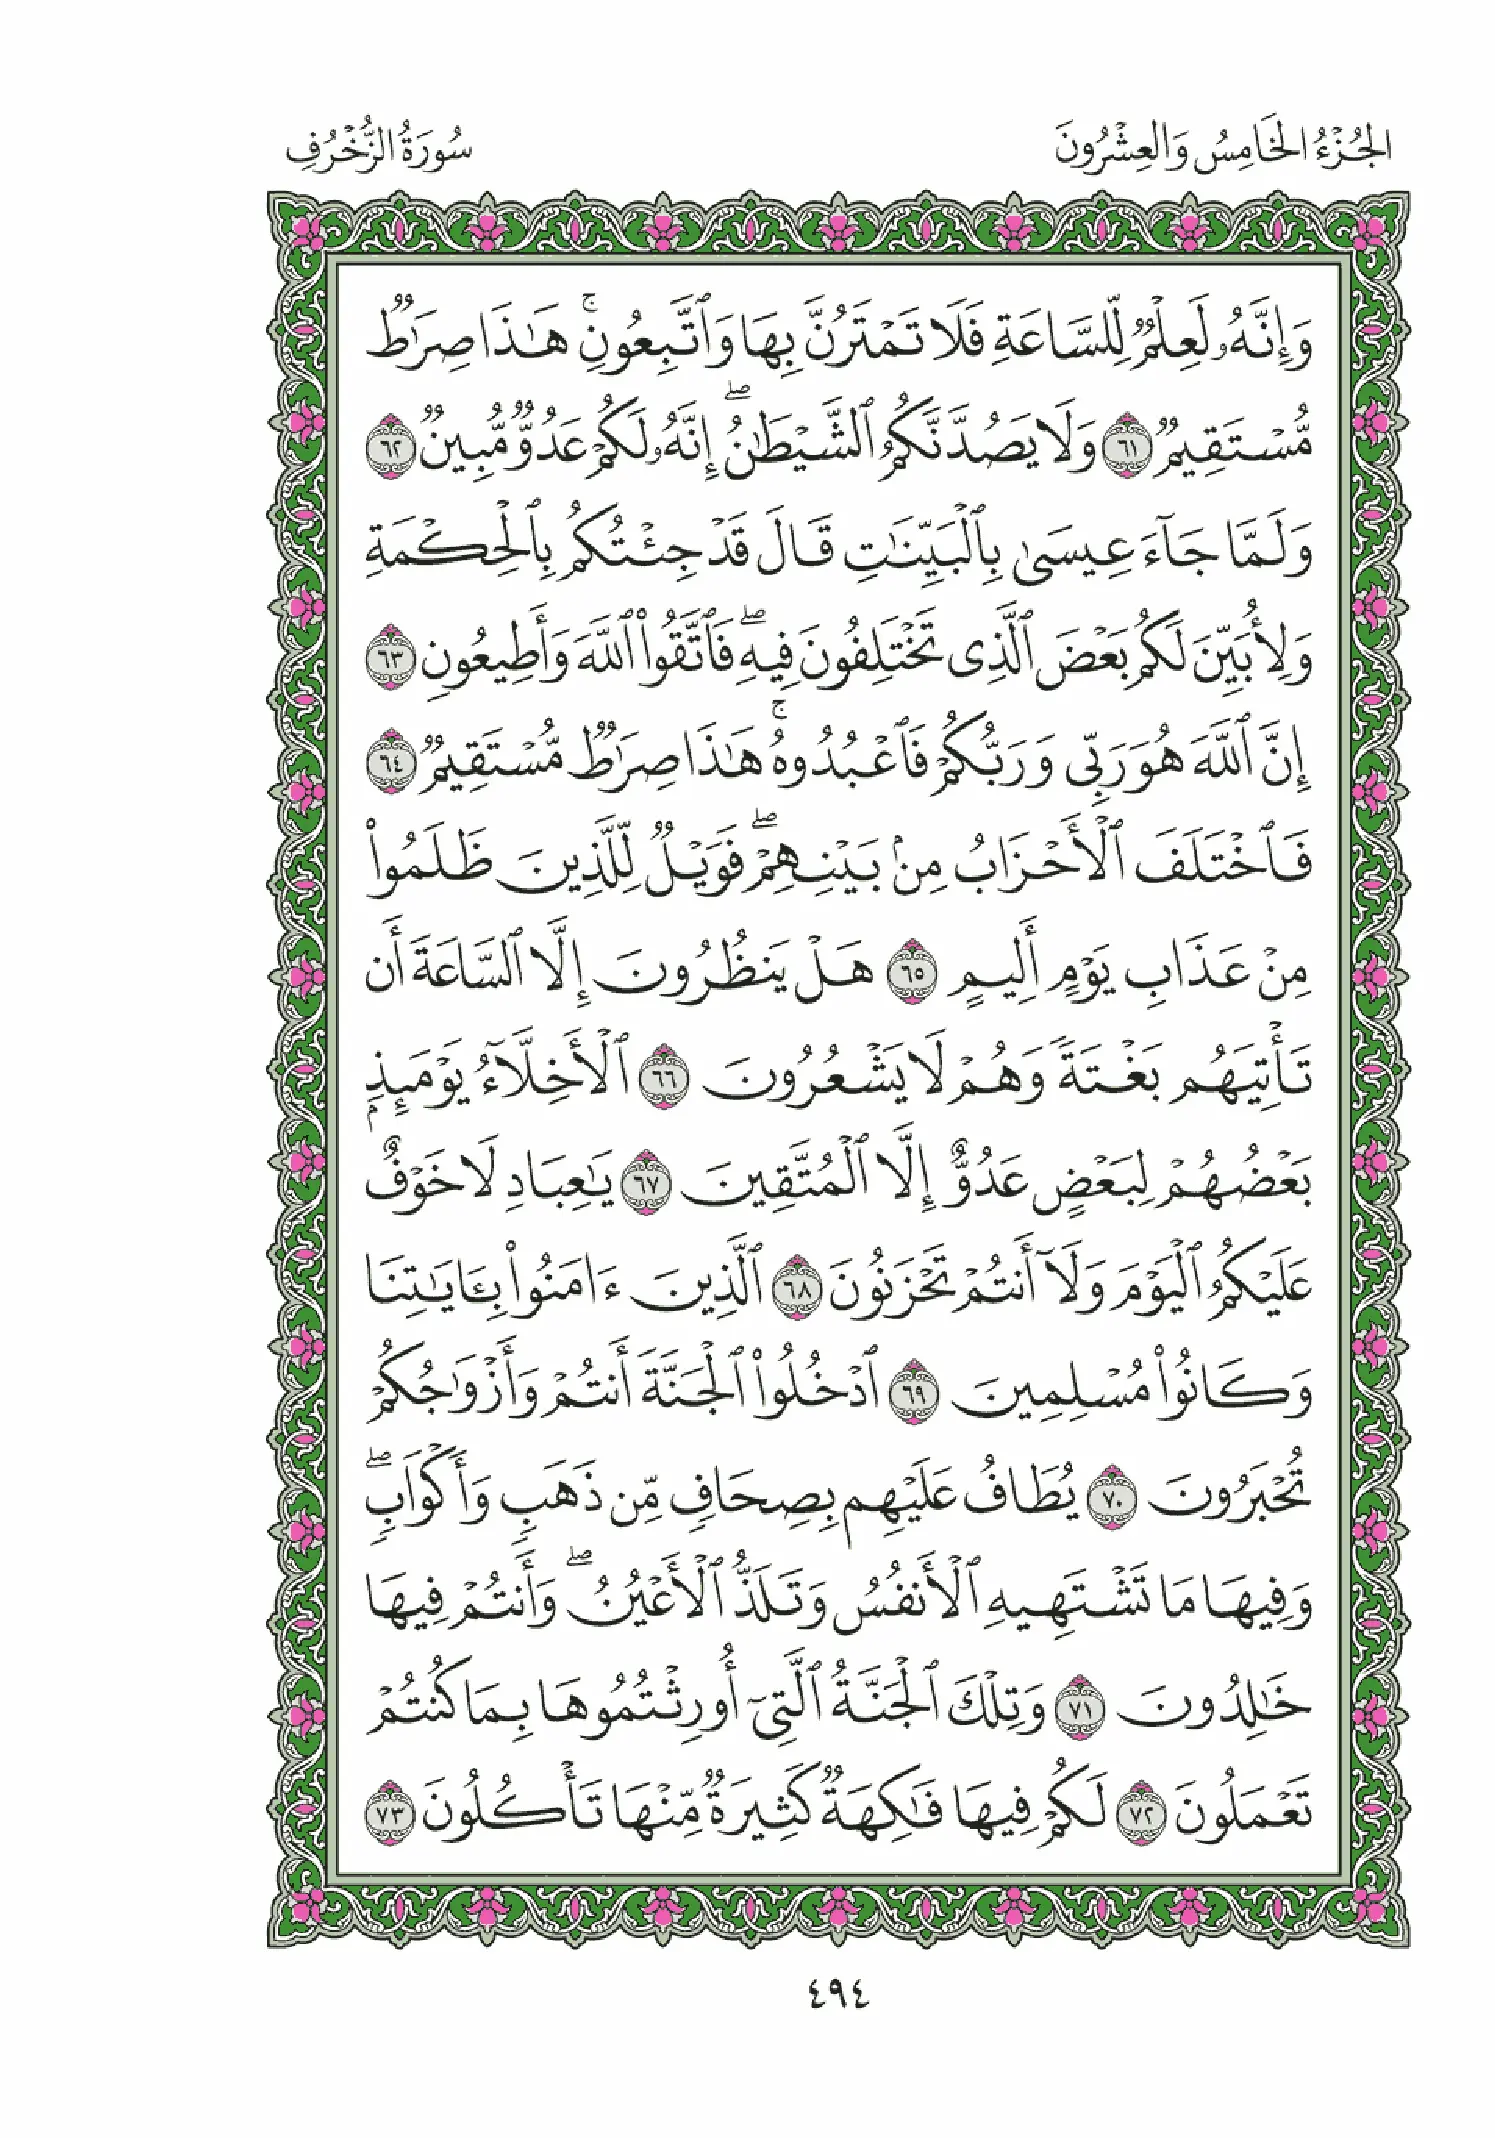 الجُزْءُ الخَامِسُ وَالعِشْرُونَ
سُورَةُ الزُّخْرُفِ
وَإِنَّهُۥ لَعِلْمٌ لِّلسَّاعَةِ فَلَا تَمْتَرُنَّ بِهَا وَٱتَّبِعُونِ ۚ هَـٰذَا صِرَٰطٌ
مُّسْتَقِيمٌ ٦١ وَلَا يَصُدَّنَّكُمُ ٱلشَّيْطَـٰنُ ۖ إِنَّهُۥ لَكُمْ عَدُوٌّ مُّبِينٌ ٦٢
وَلَمَّا جَآءَ عِيسَىٰ بِٱلْبَيِّنَـٰتِ قَالَ قَدْ جِئْتُكُم بِٱلْحِكْمَةِ
وَلِأُبَيِّنَ لَكُم بَعْضَ ٱلَّذِى تَخْتَلِفُونَ فِيهِ ۖ فَٱتَّقُوا۟ ٱللَّهَ وَأَطِيعُونِ ٦٣
إِنَّ ٱللَّهَ هُوَ رَبِّى وَرَبُّكُمْ فَٱعْبُدُوهُ ۚ هَـٰذَا صِرَٰطٌ مُّسْتَقِيمٌ ٦٤
فَٱخْتَلَفَ ٱلْأَحْزَابُ مِنۢ بَيْنِهِمْ ۖ فَوَيْلٌ لِّلَّذِينَ ظَلَمُوا۟
مِنْ عَذَابِ يَوْمٍ أَلِيمٍ ٦٥ هَلْ يَنظُرُونَ إِلَّا ٱلسَّاعَةَ أَن
تَأْتِيَهُم بَغْتَةً وَهُمْ لَا يَشْعُرُونَ ٦٦ ٱلْأَخِلَّآءُ يَوْمَئِذٍۭ
بَعْضُهُمْ لِبَعْضٍ عَدُوٌّ إِلَّا ٱلْمُتَّقِينَ ٦٧ يَـٰعِبَادِ لَا خَوْفٌ
عَلَيْكُمُ ٱلْيَوْمَ وَلَآ أَنتُمْ تَحْزَنُونَ ٦٨ ٱلَّذِينَ ءَامَنُوا۟ بِـَٔايَـٰتِنَا
وَكَانُوا۟ مُسْلِمِينَ ٦٩ ٱدْخُلُوا۟ ٱلْجَنَّةَ أَنتُمْ وَأَزْوَٰجُكُمْ
تُحْبَرُونَ ٧٠ يُطَافُ عَلَيْهِم بِصِحَافٍ مِّن ذَهَبٍ وَأَكْوَابٍ ۖ
وَفِيهَا مَا تَشْتَهِيهِ ٱلْأَنفُسُ وَتَلَذُّ ٱلْأَعْيُنُ ۖ وَأَنتُمْ فِيهَا
خَـٰلِدُونَ ٧١ وَتِلْكَ ٱلْجَنَّةُ ٱلَّتِىٓ أُورِثْتُمُوهَا بِمَا كُنتُمْ
تَعْمَلُونَ ٧٢ لَكُمْ فِيهَا فَـٰكِهَةٌ كَثِيرَةٌ مِّنْهَا تَأْكُلُونَ ٧٣
٤٩٤